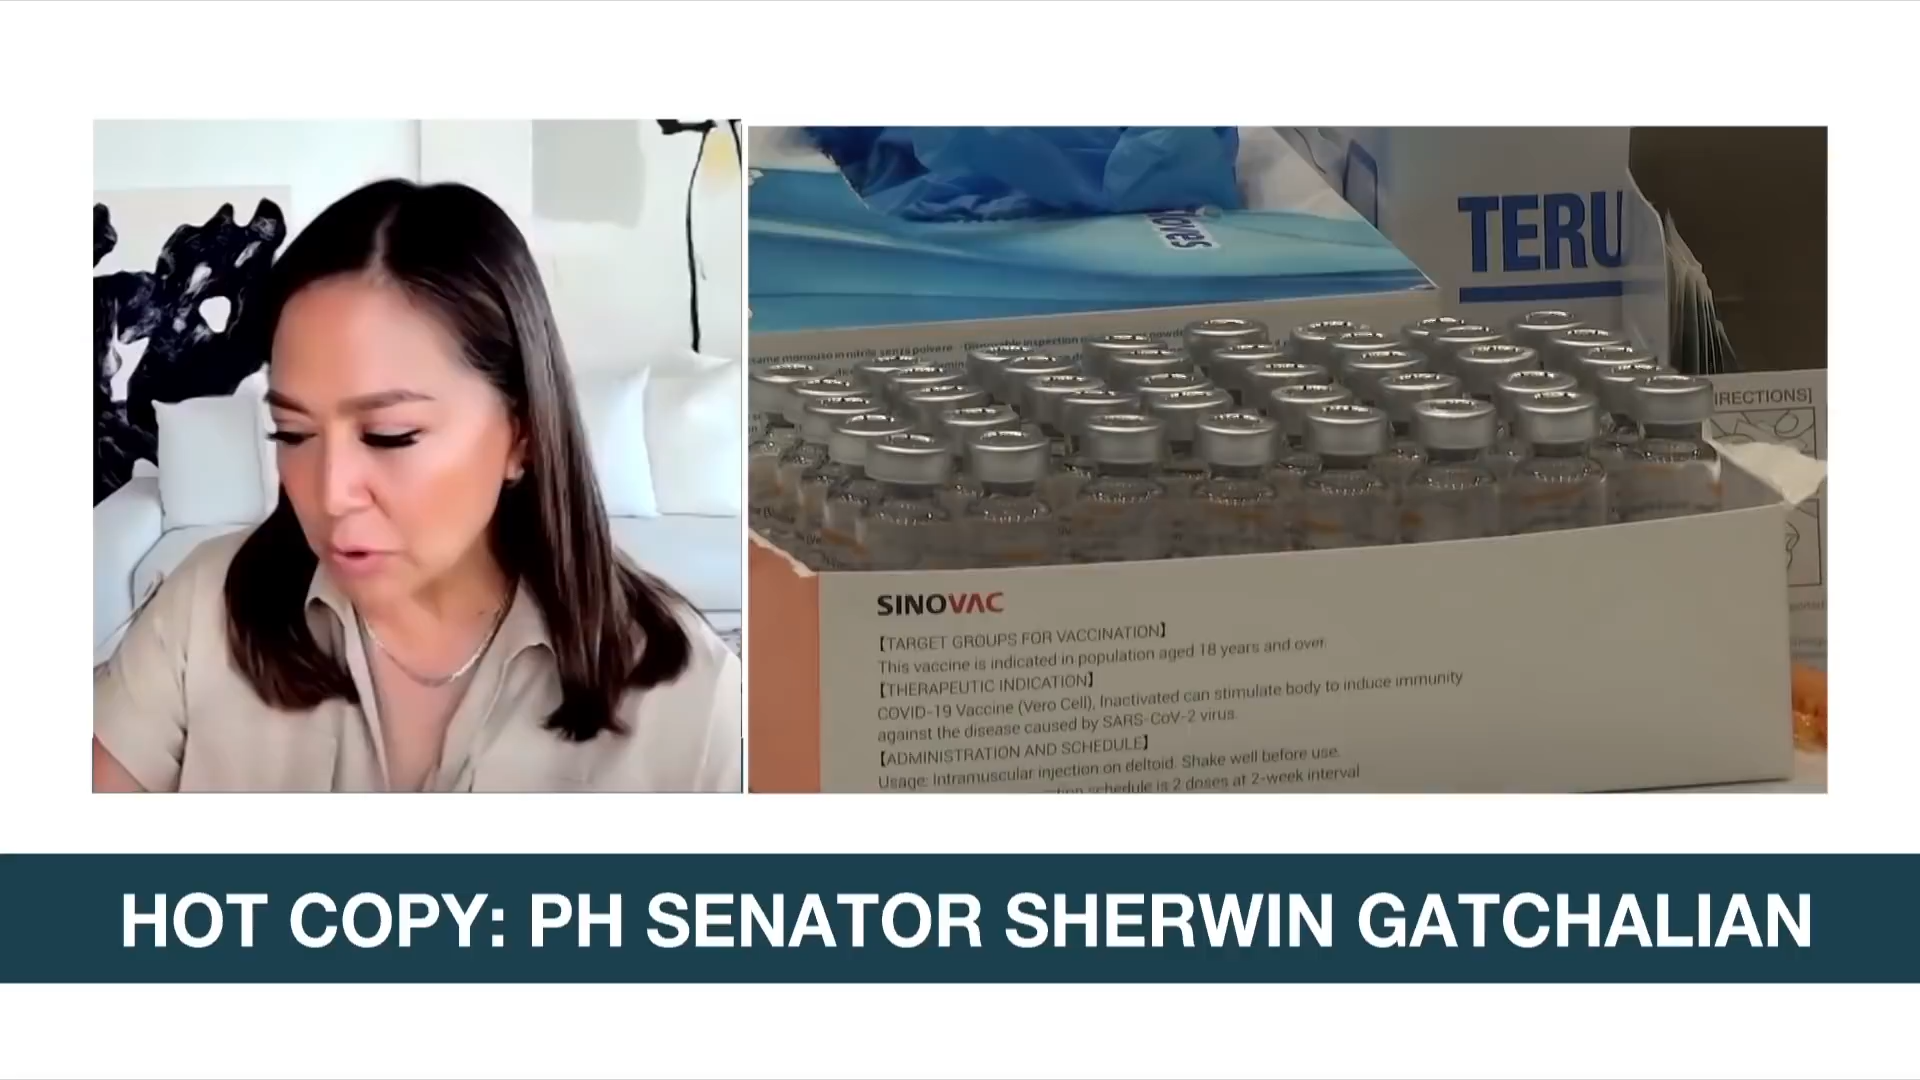 TERU
loves
IRECTIONS]
SINOVAC
【TARGET GROUPS FOR VACCINATION】
This vaccine is indicated in population aged 18 years and over.
【THERAPEUTIC INDICATION】
COVID-19 Vaccine (Vero Cell), Inactivated can stimulate body to induce immunity
against the disease caused by SARS-CoV-2 virus.
【ADMINISTRATION AND SCHEDULE】
Usage: Intramuscular injection on deltoid. Shake well before use.
schedule is 2 doses at 2-week interval
HOT COPY: PH SENATOR SHERWIN GATCHALIAN